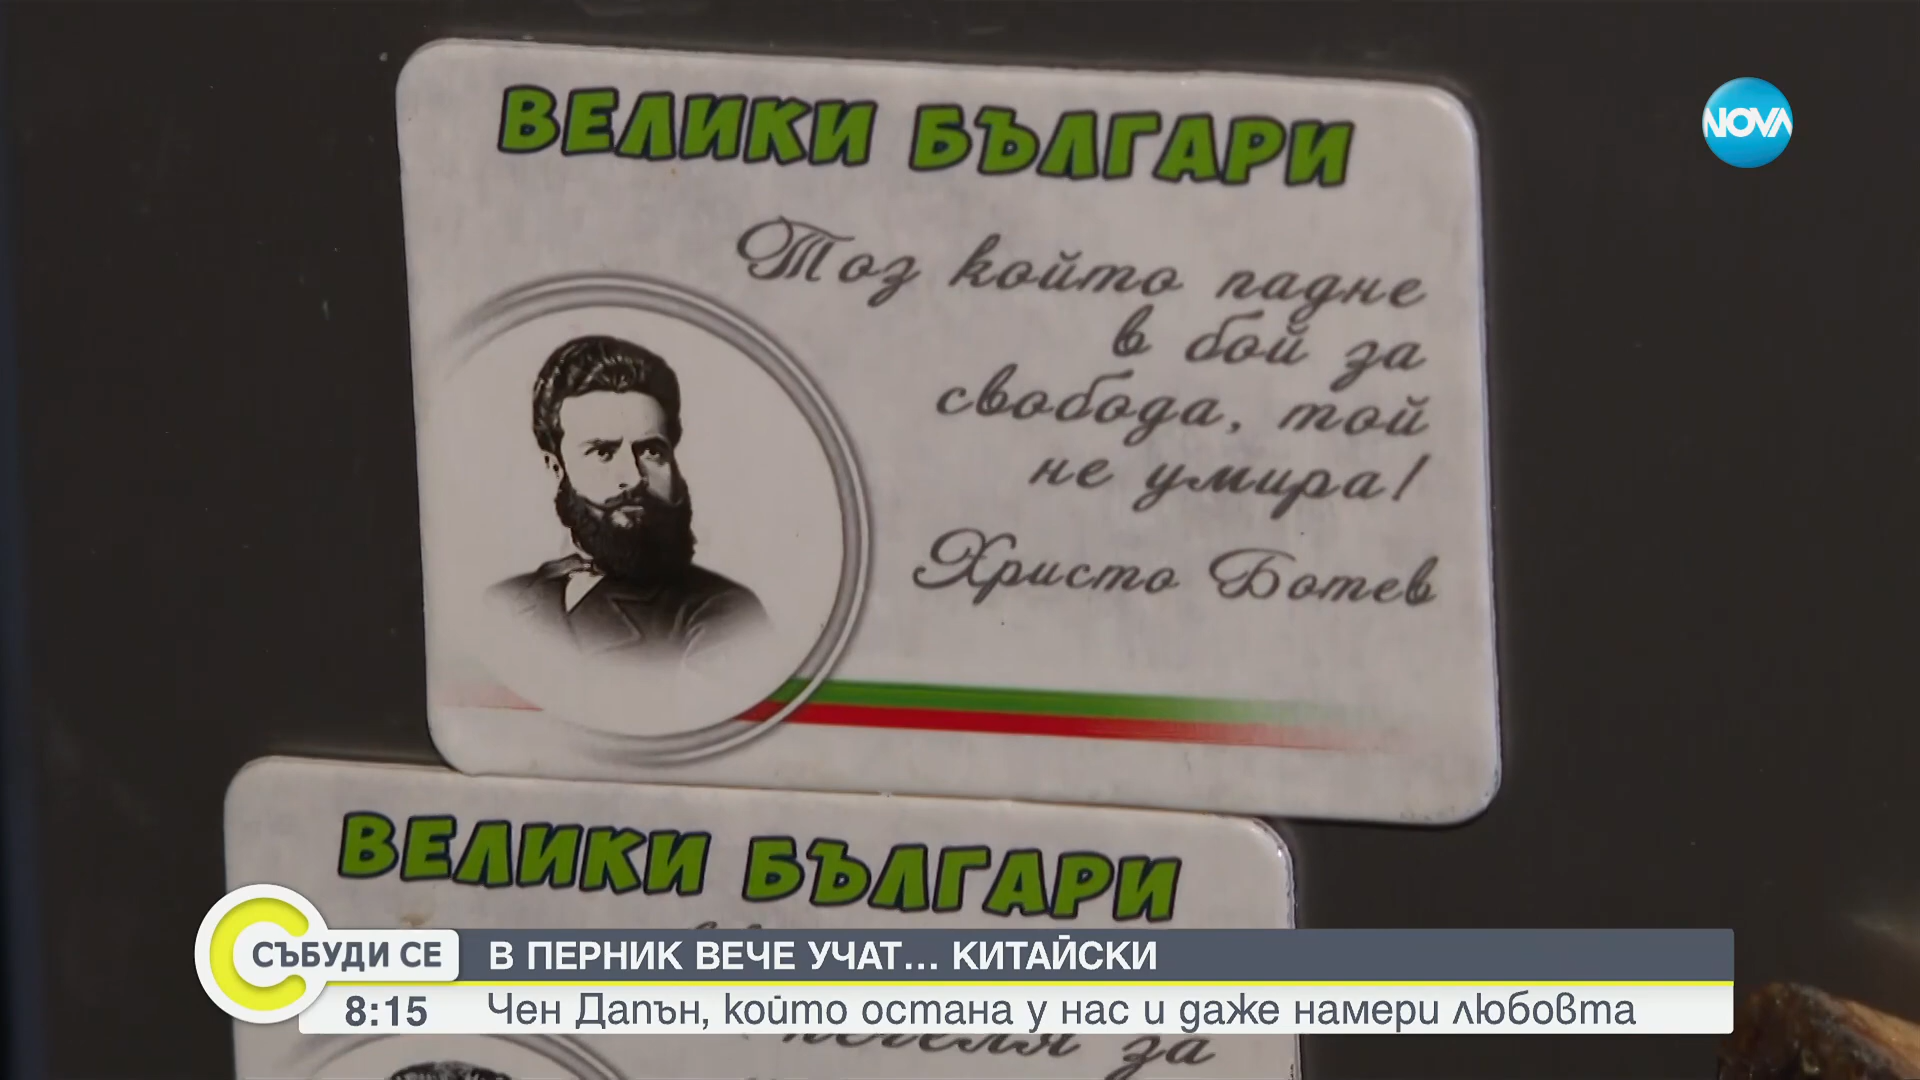 ВЕЛИКИ БЪЛГАРИ
Тоз който падне
в бой за
свобода, той
не умира!
Христо Ботев
NOVA
ВЕЛИКИ БЪЛГАРИ
за
СЪБУДИ СЕ
В ПЕРНИК ВЕЧЕ УЧАТ... КИТАЙСКИ
8:15
Чен Дапън, който остана у нас и даже намери любовта